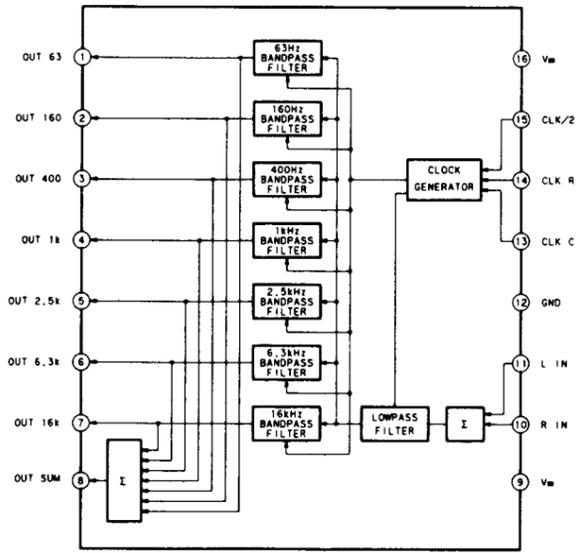 OUT 63 1
63Hz
BANDPASS
FILTER
16
OUT 160 2
160Hz
BANDPASS
FILTER
15 CLK/2
OUT 400 3
400Hz
BANDPASS
FILTER
CLOCK
GENERATOR
14 CLK R
OUT 1k 4
1kHz
BANDPASS
FILTER
13 CLK C
OUT 2.5k 5
2.5kHz
BANDPASS
FILTER
12 GND
OUT 6.3k 6
6.3kHz
BANDPASS
FILTER
11 L IN
OUT 16k 7
16kHz
BANDPASS
FILTER
LOWPASS
FILTER
Σ
10 R IN
OUT SUM 8
Σ
9